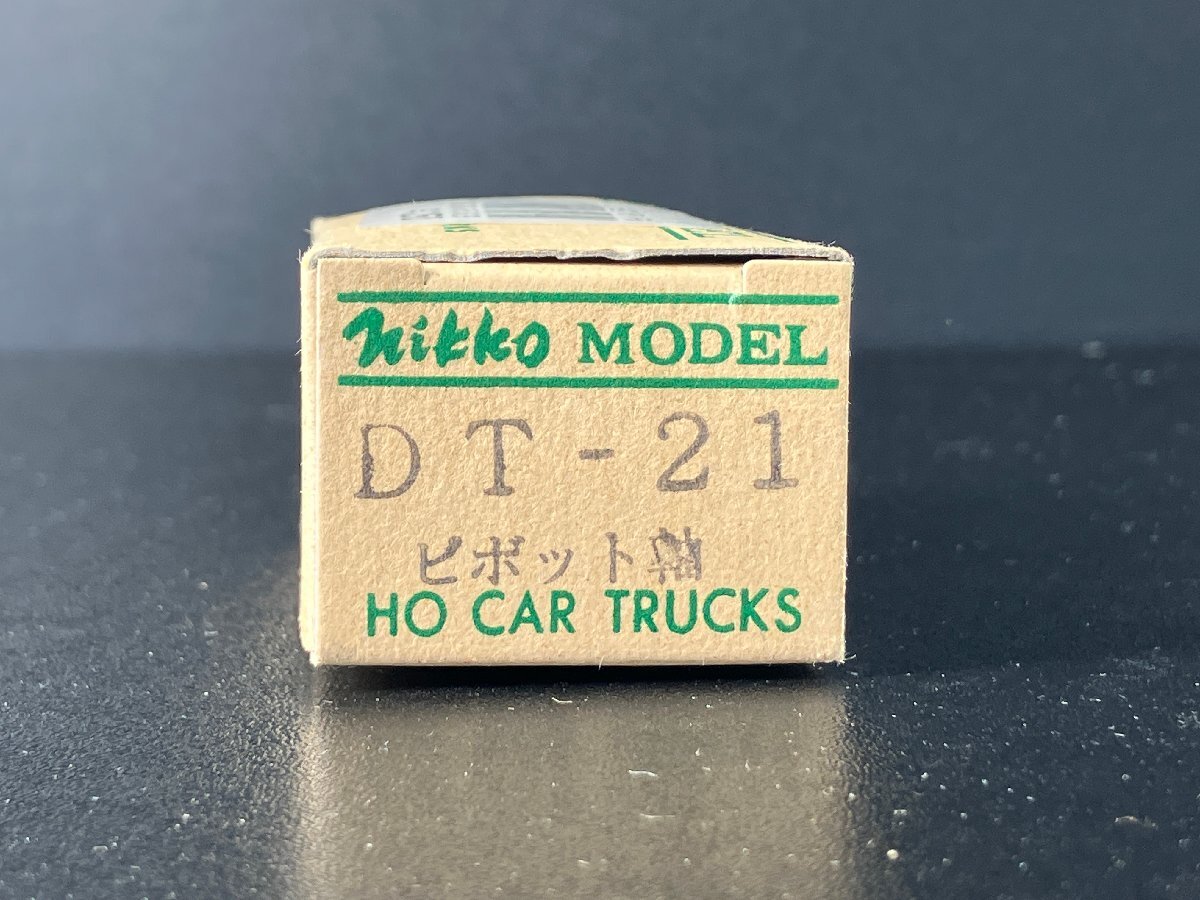 nikko MODEL
DT-21
ピボット軸
HO CAR TRUCKS